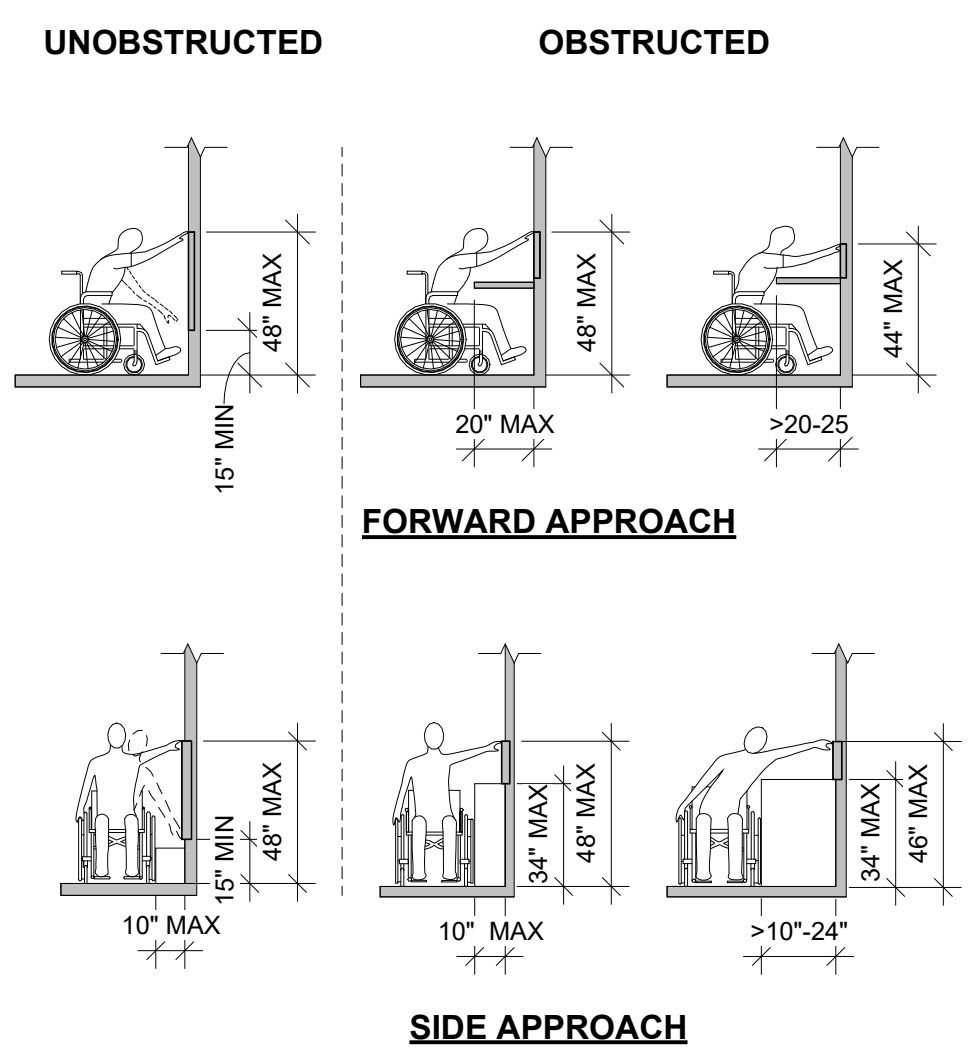 UNOBSTRUCTED
OBSTRUCTED
48" MAX
15" MIN
48" MAX
20" MAX
44" MAX
>20-25
FORWARD APPROACH
48" MAX
15" MIN
10" MAX
34" MAX
48" MAX
10" MAX
34" MAX
46" MAX
>10"-24"
SIDE APPROACH